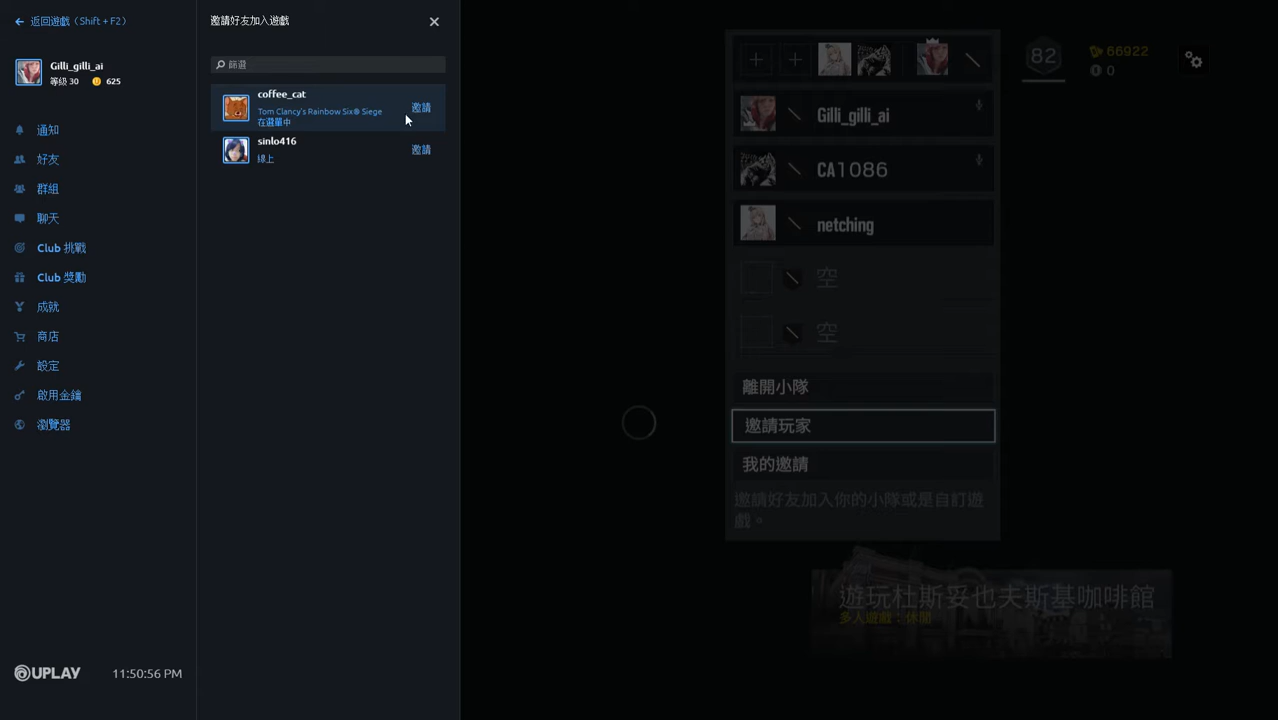 返回遊戲（Shift + F2）
Gilli_gilli_ai
等級 30 625
通知
好友
群組
聊天
Club 挑戰
Club 獎勵
成就
商店
設定
啟用金鑰
瀏覽器
UPLAY
11:50:56 PM
邀請好友加入遊戲
篩選
coffee_cat
Tom Clancy's Rainbow Six® Siege
在選單中
邀請
sinlo416
線上
邀請
82
66922
0
Gilli_gilli_ai
CA1086
netching
空
空
離開小隊
邀請玩家
我的邀請
邀請好友加入你的小隊或是自訂遊
戲。
遊玩杜斯妥也夫斯基咖啡館
多人遊戲：休閒